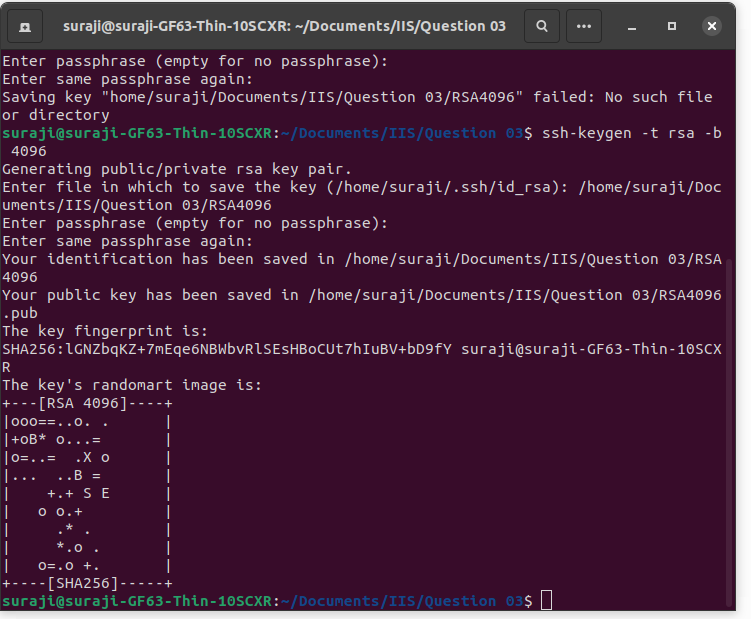 suraji@suraji-GF63-Thin-10SCXR: ~/Documents/IIS/Question 03
Enter passphrase (empty for no passphrase):
Enter same passphrase again:
Saving key "home/suraji/Documents/IIS/Question 03/RSA4096" failed: No such file
or directory
suraji@suraji-GF63-Thin-10SCXR:~/Documents/IIS/Question 03$ ssh-keygen -t rsa -b
 4096
Generating public/private rsa key pair.
Enter file in which to save the key (/home/suraji/.ssh/id_rsa): /home/suraji/Doc
uments/IIS/Question 03/RSA4096
Enter passphrase (empty for no passphrase):
Enter same passphrase again:
Your identification has been saved in /home/suraji/Documents/IIS/Question 03/RSA
4096
Your public key has been saved in /home/suraji/Documents/IIS/Question 03/RSA4096
.pub
The key fingerprint is:
SHA256:lGNZbqKZ+7mEqe6NBWbvRlSEsHBoCUt7hIuBV+bD9fY suraji@suraji-GF63-Thin-10SCX
R
The key's randomart image is:
+---[RSA 4096]----+
|ooo==..o. .      |
|+oB* o...=       |
|o=..=  .X o      |
|...  ..B =       |
|    +.+ S E      |
|   o o.+         |
|     .* .        |
|     *.o .       |
|   o=.o +.       |
+----[SHA256]-----+
suraji@suraji-GF63-Thin-10SCXR:~/Documents/IIS/Question 03$